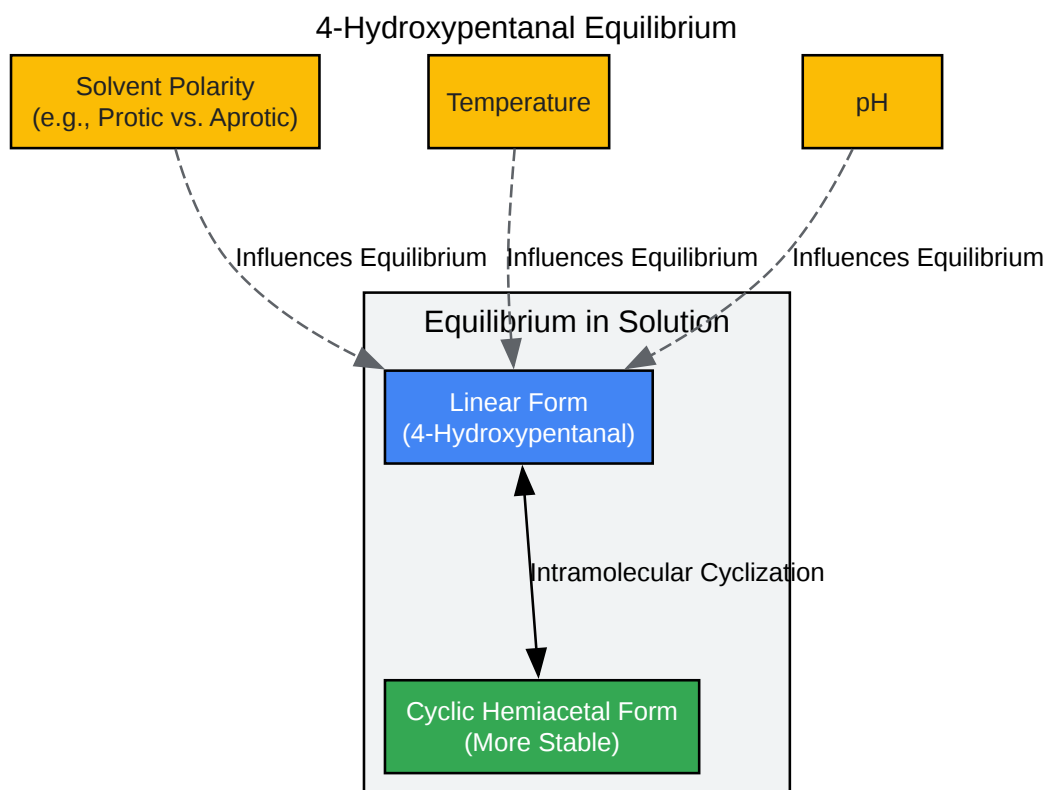 4-Hydroxypentanal Equilibrium
Solvent Polarity
(e.g., Protic vs. Aprotic)
Temperature
pH
Influences Equilibrium
Influences Equilibrium
Influences Equilibrium
Equilibrium in Solution
Linear Form
(4-Hydroxypentanal)
Intramolecular Cyclization
Cyclic Hemiacetal Form
(More Stable)